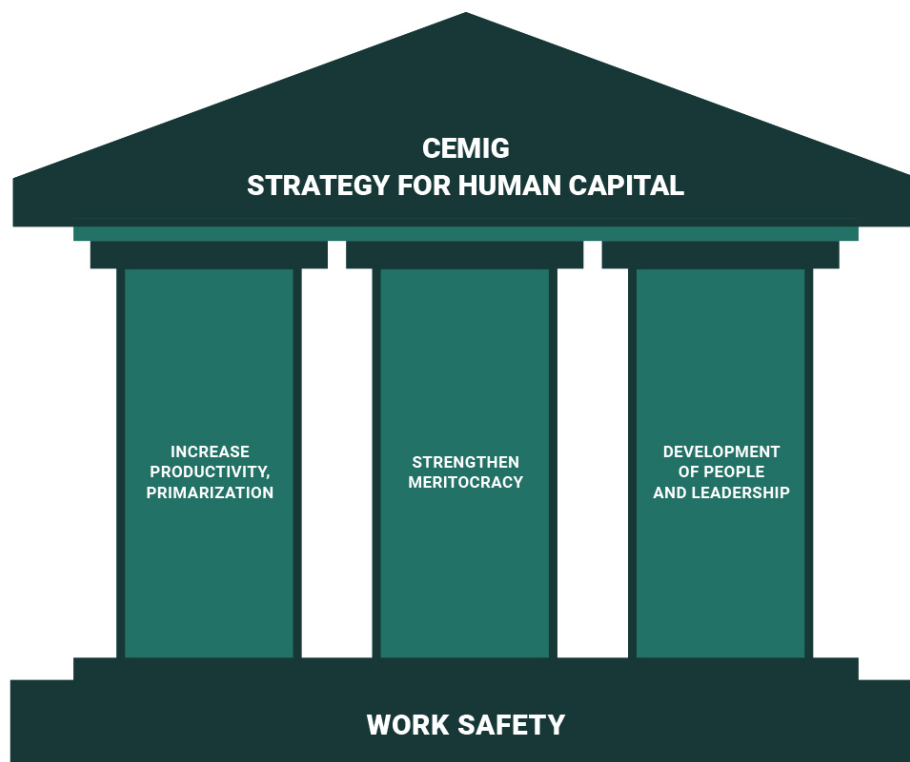 CEMIG
STRATEGY FOR HUMAN CAPITAL
INCREASE
PRODUCTIVITY,
PRIMARIZATION
STRENGTHEN
MERITOCRACY
DEVELOPMENT
OF PEOPLE
AND LEADERSHIP
WORK SAFETY